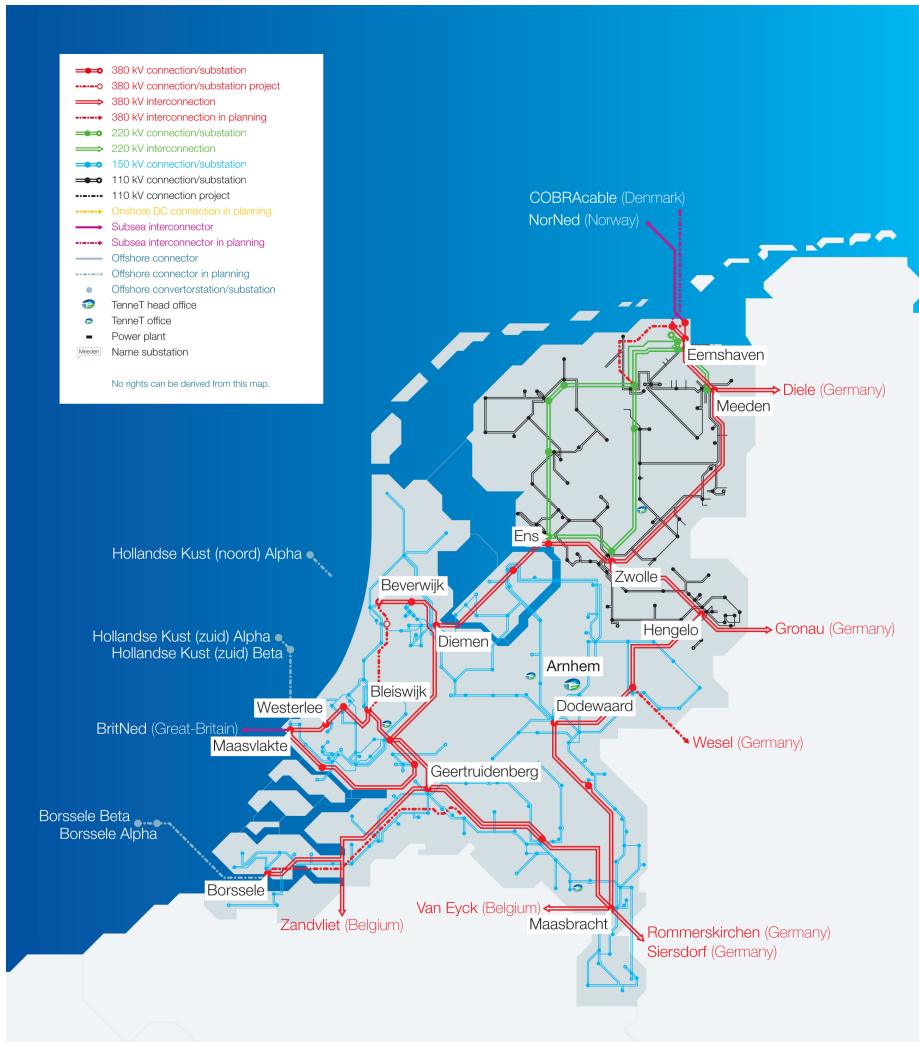 380 kV connection/substation
380 kV connection/substation project
380 kV interconnection
380 kV interconnection in planning
220 kV connection/substation
220 kV interconnection
150 kV connection/substation
110 kV connection/substation
110 kV connection project
Onshore DC connection in planning
Subsea interconnector
Subsea interconnector in planning
Offshore connector
Offshore connector in planning
Offshore convertorstation/substation
TenneT head office
TenneT office
Power plant
Meeden Name substation
No rights can be derived from this map.
COBRAcable (Denmark)
NorNed (Norway)
Eemshaven
Diele (Germany)
Meeden
Ens
Hollandse Kust (noord) Alpha
Zwolle
Beverwijk
Hollandse Kust (zuid) Alpha
Hollandse Kust (zuid) Beta
Diemen
Hengelo
Gronau (Germany)
Arnhem
Bleiswijk
Westerlee
Dodewaard
BritNed (Great-Britain)
Maasvlakte
Wesel (Germany)
Geertruidenberg
Borssele Beta
Borssele Alpha
Borssele
Van Eyck (Belgium)
Zandvliet (Belgium)
Maasbracht
Rommerskirchen (Germany)
Siersdorf (Germany)